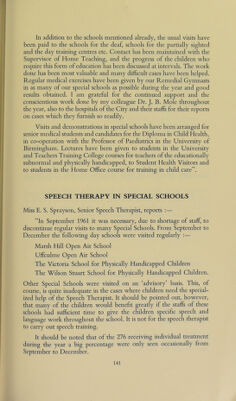 In addition to the schools mentioned already, the usual visits have
been paid to the schools for the deaf, schools for the partially sighted
and the day training centres etc. Contact has been maintained with the
Supervisor of Home Teaching, and the progress of the children who
require this form of education has been discussed at intervals. The work
done has been most valuable and many difficult cases have been helped.
Regular medical exercises have been given by our Remedial Gymnasts
in as many of our special schools as possible during the year and good
results obtained. I am grateful for the continued support and the
conscientious work done by my colleague Dr. J. B. Mole throughout
the year, also to the hospitals of the City and their staffs for their reports
on cases which they furnish so readily.
Visits and demonstrations in special schools have been arranged for
senior medical students and candidates for the Diploma in Child Health,
in co-operation with the Professor of Paediatrics in the University of
Birmingham. Lectures have been given to students in the University
and Teachers Training College courses for teachers of the educationally
subnormal and physically handicapped, to Student Health Visitors and
to students in the Home Office course for training in child care".
SPEECH THERAPY IN SPECIAL SCHOOLS
Miss E. S. Sprayson, Senior Speech Therapist, reports :—
"In September 1961 it was necessary, due to shortage of staff, to
discontinue regular visits to many Special Schools. From September to
December the following day schools were visited regularly :—
Marsh Hill Open Air School
Uffculme Open Air School
The Victoria School for Physically Handicapped Children
The Wilson Stuart School for Physically Handicapped Children.
Other Special Schools were visited on an 'advisory' basis. This, of
course, is quite inadequate in the cases where children need the special-
ized help of the Speech Therapist. It should be pointed out, however,
that many of the children would benefit greatly if the staffs of these
schools had sufficient time to give the children specific speech and
language work throughout the school. It is not for the speech therapist
to carry out speech training.
It should be noted that of the 276 receiving individual treatment
during the year a big percentage were only seen occasionally from
September to December.
141